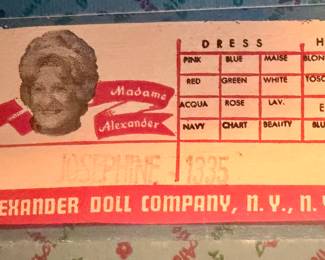 DRESS H
PINK BLUE MAISE BLON
RED GREEN WHITE TOSC
ACQUA ROSE LAV. E
NAVY CHART BEAUTY BLU
Madame
Alexander
JOSEPHINE - 1335
EXANDER DOLL COMPANY, N. Y., N. Y